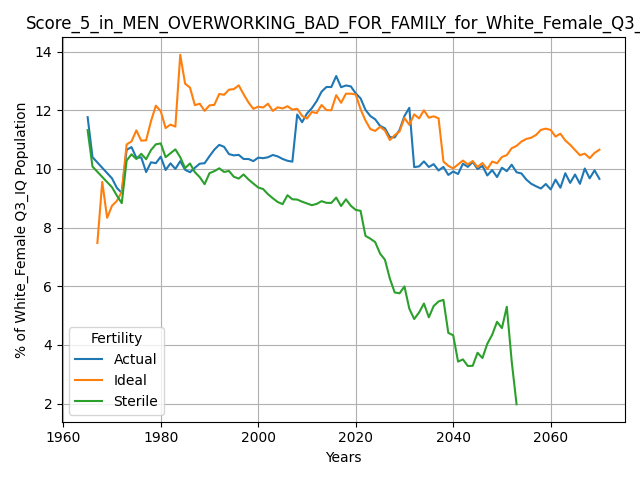 Score_5_in_MEN_OVERWORKING_BAD_FOR_FAMILY_for_White_Female_Q3_
% of White_Female Q3_IQ Population
14
12
10
8
6
4
2
Fertility
Actual
Ideal
Sterile
1960 1980 2000 2020 2040 2060
Years